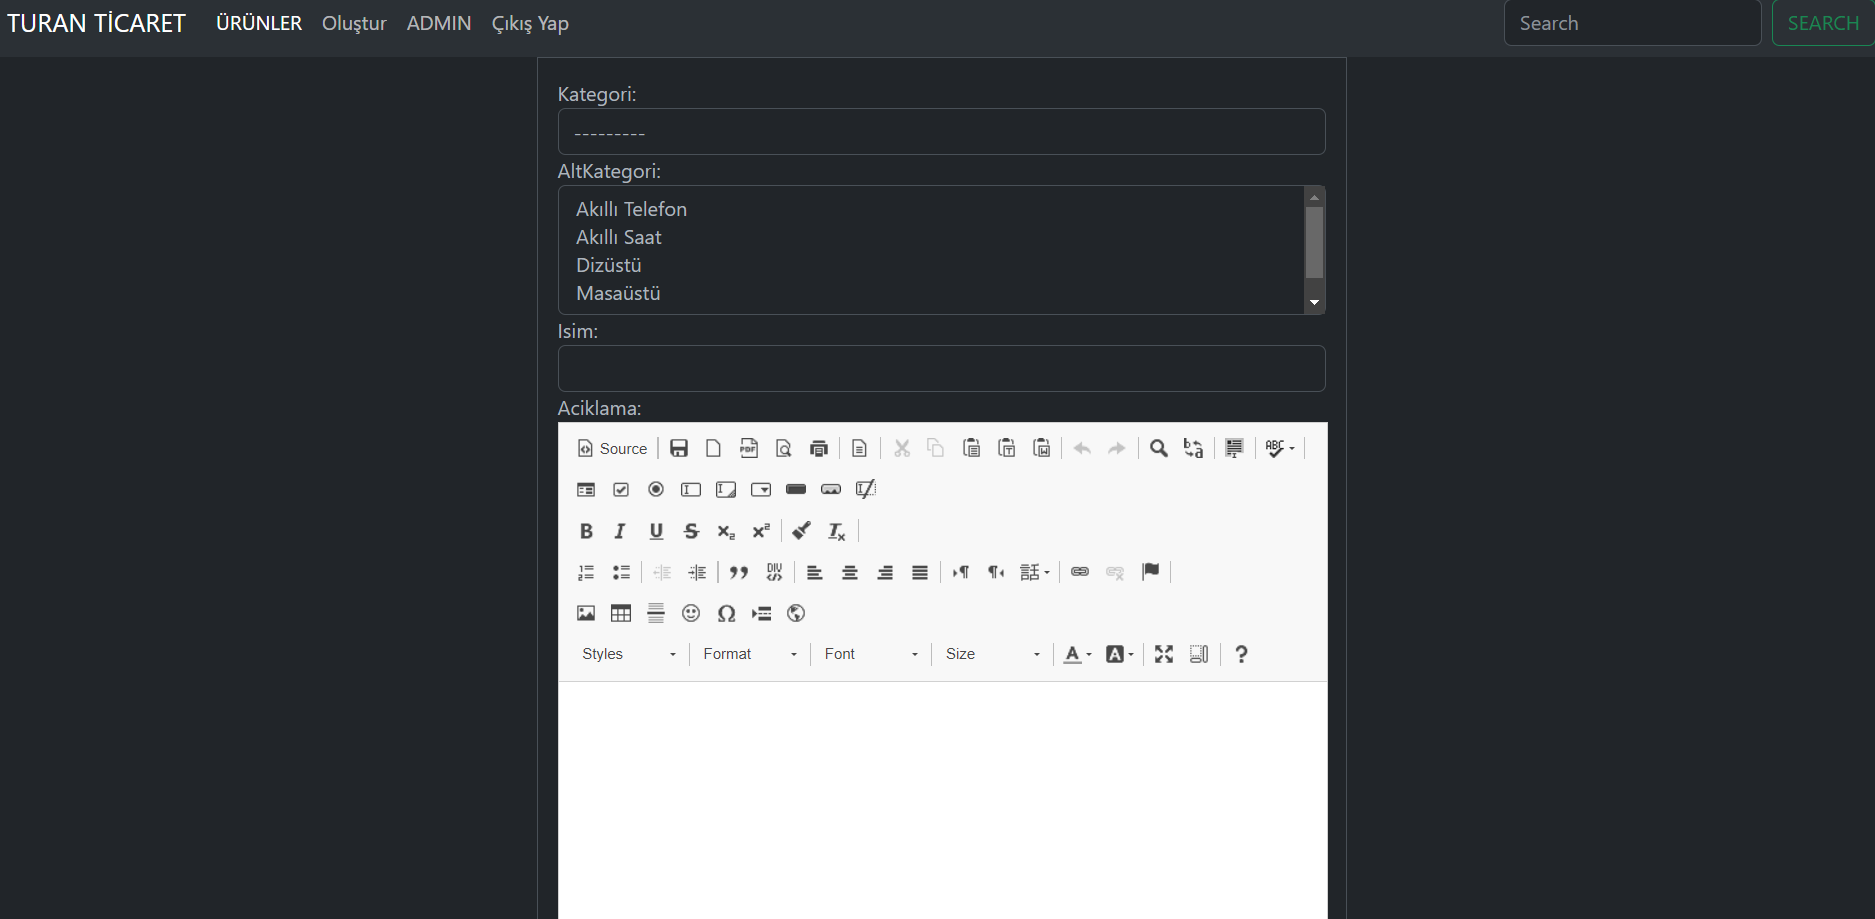 TURAN TİCARET ÜRÜNLER Oluştur ADMIN Çıkış Yap Search SEARCH
Kategori:
---------
AltKategori:
Akıllı Telefon
Akıllı Saat
Dizüstü
Masaüstü
Isim:
Aciklama:
Source
Styles Format Font Size